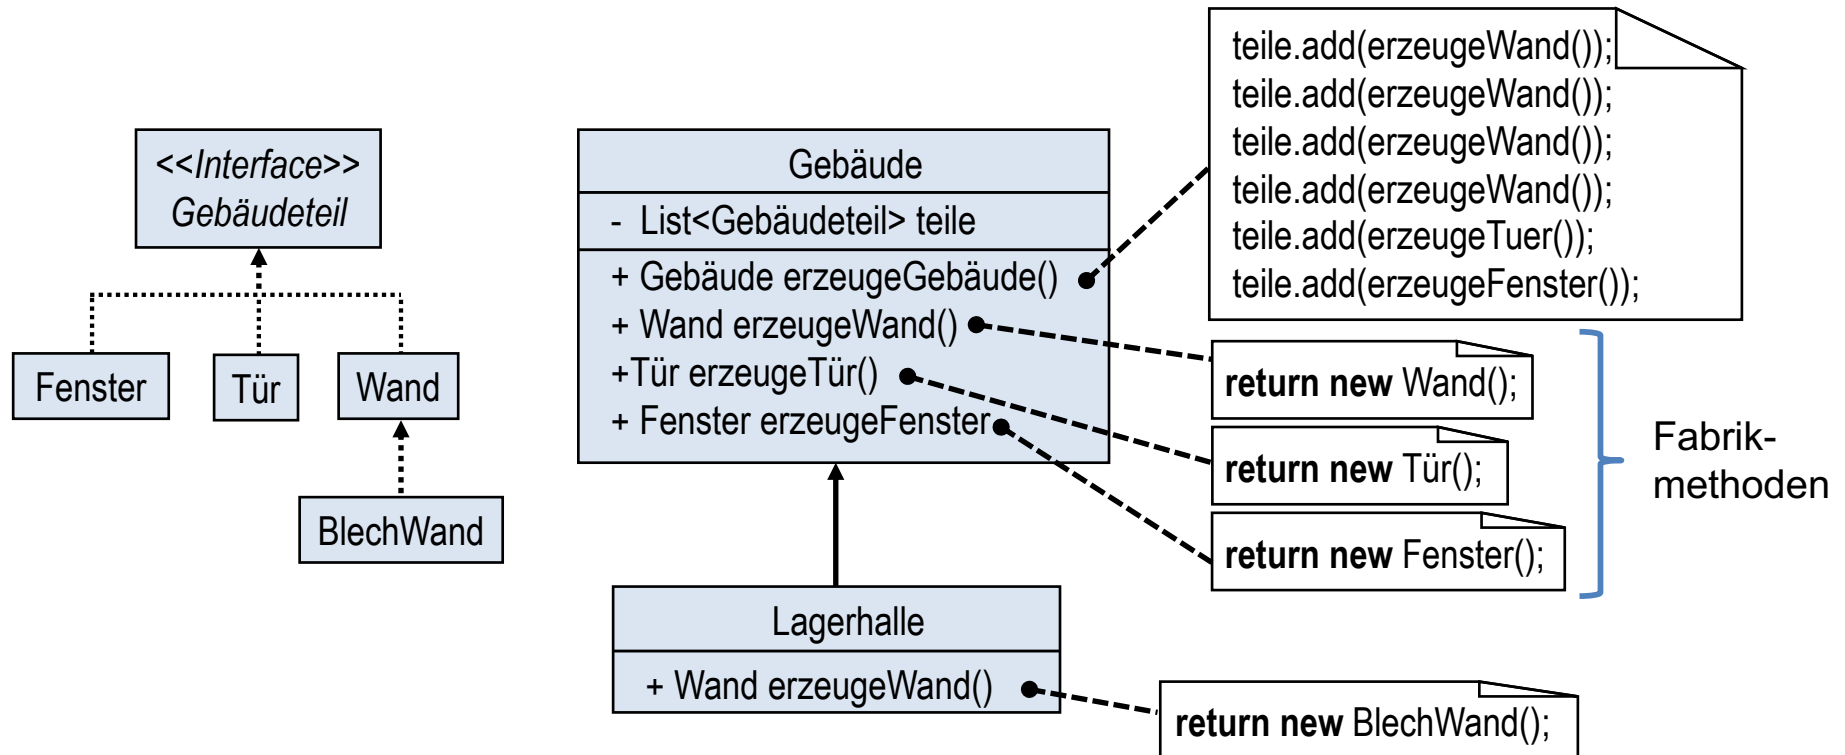 <<Interface>>
Gebäudeteil
Fenster
Tür
Wand
BlechWand
Gebäude
- List<Gebäudeteil> teile
+ Gebäude erzeugeGebäude()
+ Wand erzeugeWand()
+Tür erzeugeTür()
+ Fenster erzeugeFenster
Lagerhalle
+ Wand erzeugeWand()
teile.add(erzeugeWand());
teile.add(erzeugeWand());
teile.add(erzeugeWand());
teile.add(erzeugeWand());
teile.add(erzeugeTuer());
teile.add(erzeugeFenster());
return new Wand();
return new Tür();
return new Fenster();
Fabrik-
methoden
return new BlechWand();